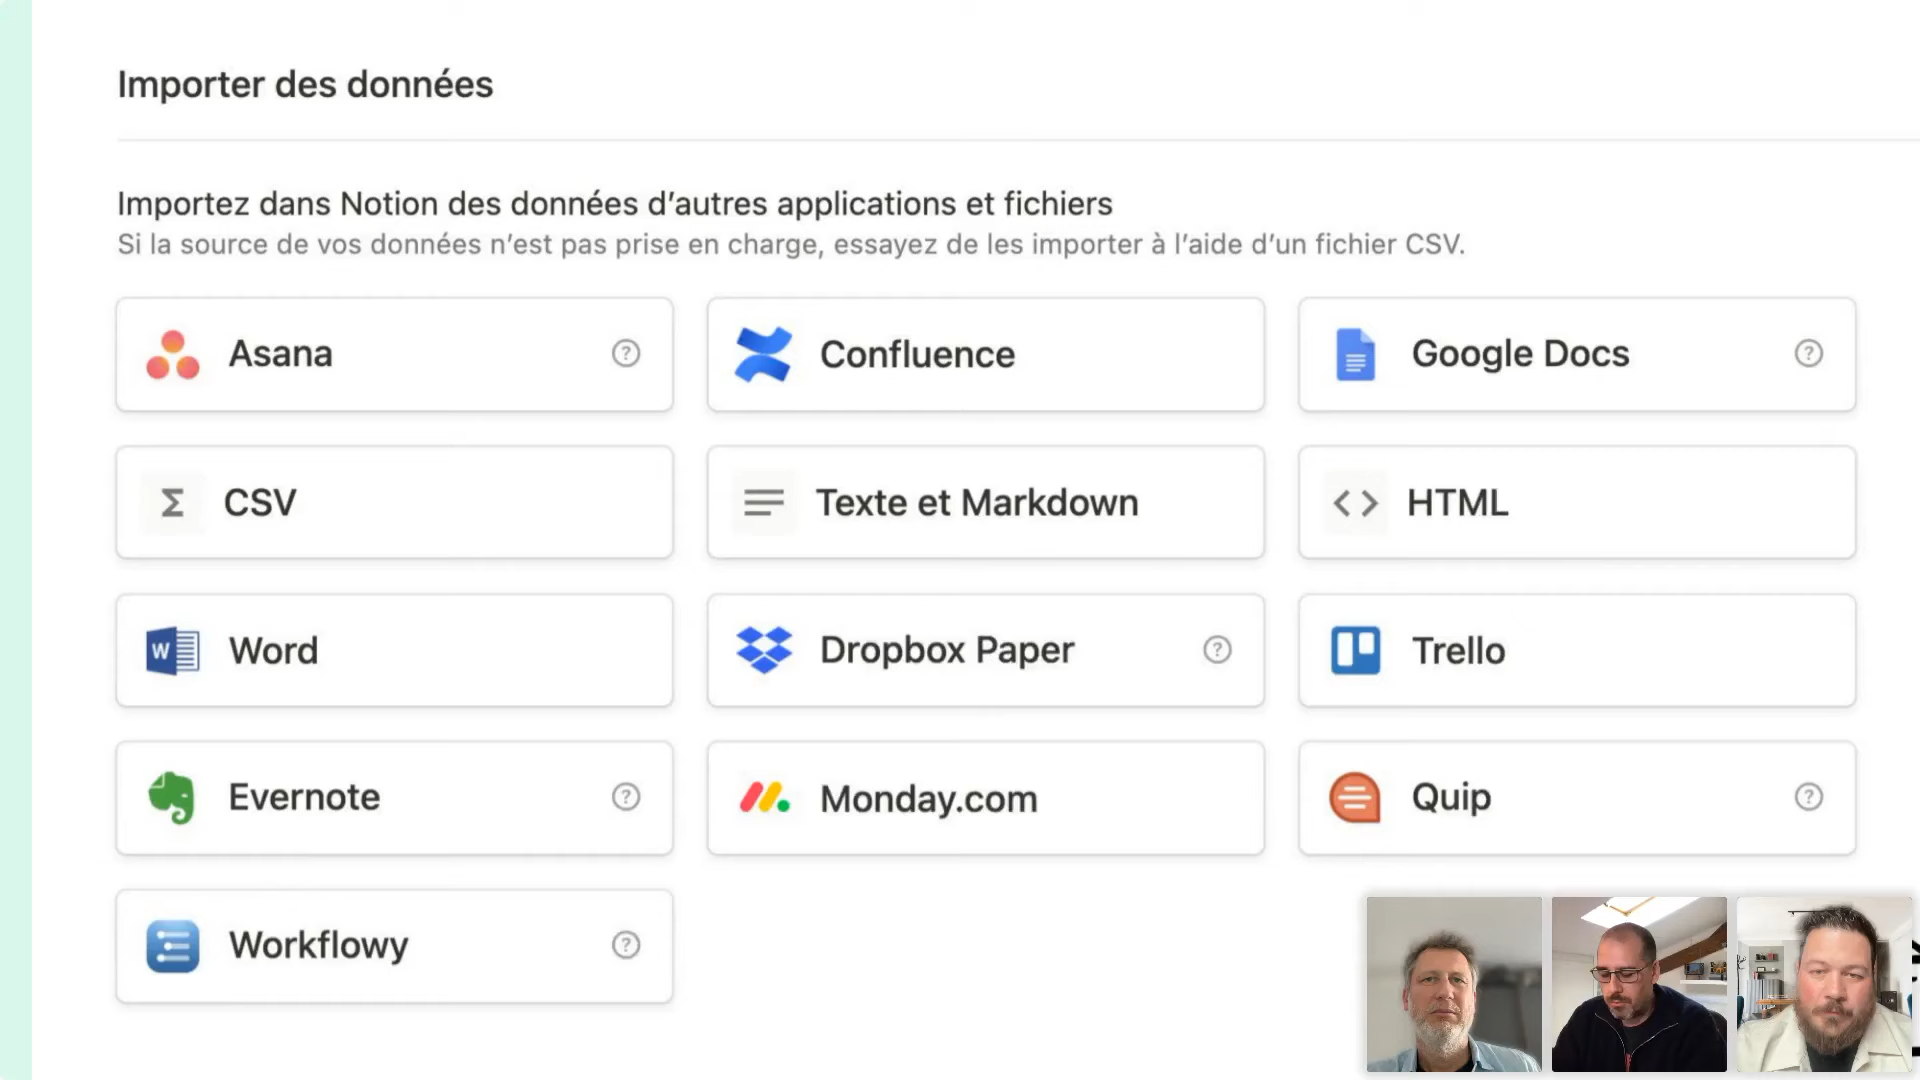 Importer des données
Importez dans Notion des données d’autres applications et fichiers
Si la source de vos données n’est pas prise en charge, essayez de les importer à l’aide d’un fichier CSV.
Asana
Confluence
Google Docs
CSV
Texte et Markdown
HTML
W Word
Dropbox Paper
Trello
Evernote
Monday.com
Quip
Workflowy